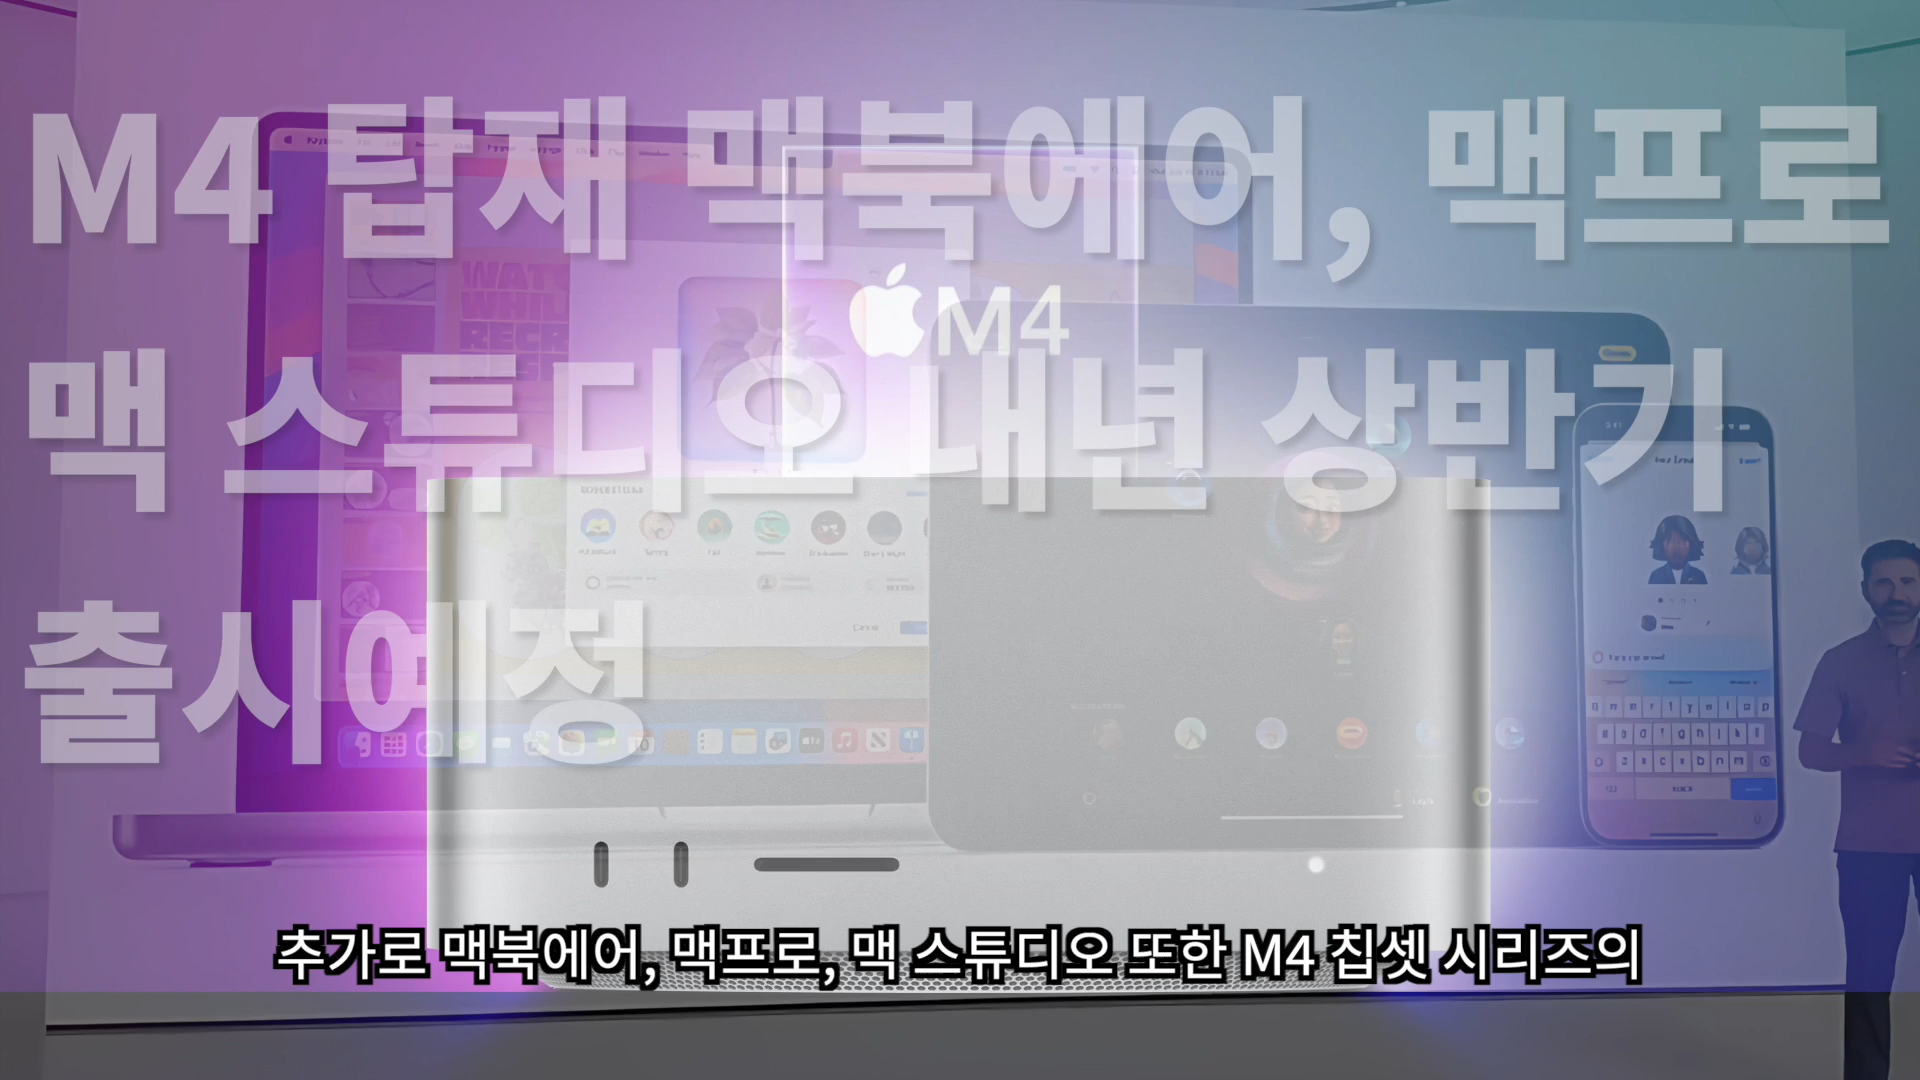 M4 탑재 맥북에어, 맥프로
맥 스튜디오 내년 상반기
출시예정
M4
추가로 맥북에어, 맥프로, 맥 스튜디오 또한 M4 칩셋 시리즈의